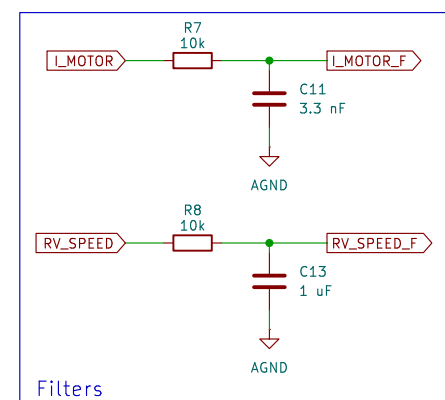 R7
10k
I_MOTOR
I_MOTOR_F
C11
3.3 nF
AGND
R8
10k
RV_SPEED
RV_SPEED_F
C13
1 uF
AGND
Filters